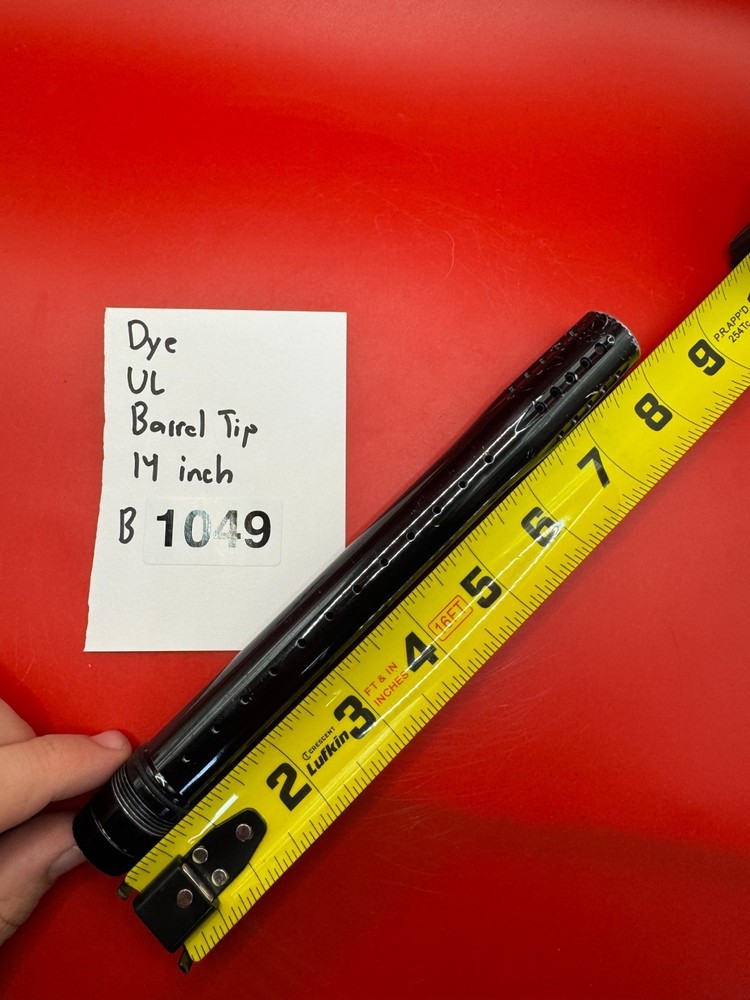 Dye
UL
Barrel Tip
14 inch
B 1049
2
CRESCENT
Lufkin
3
FT & IN
INCHES
4
16FT
5
6
7
8
9
P.R.APP'D